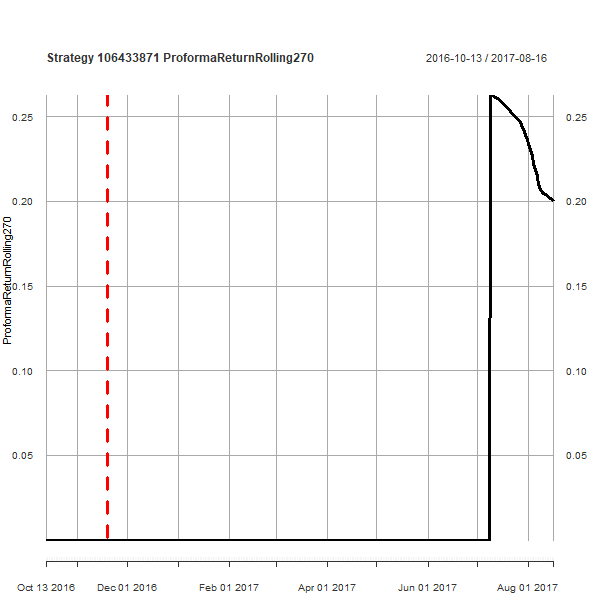 Strategy 106433871 ProformaReturnRolling270
2016-10-13 / 2017-08-16
ProformaReturnRolling270
0.25
0.20
0.15
0.10
0.05
0.25
0.20
0.15
0.10
0.05
Oct 13 2016
Dec 01 2016
Feb 01 2017
Apr 01 2017
Jun 01 2017
Aug 01 2017